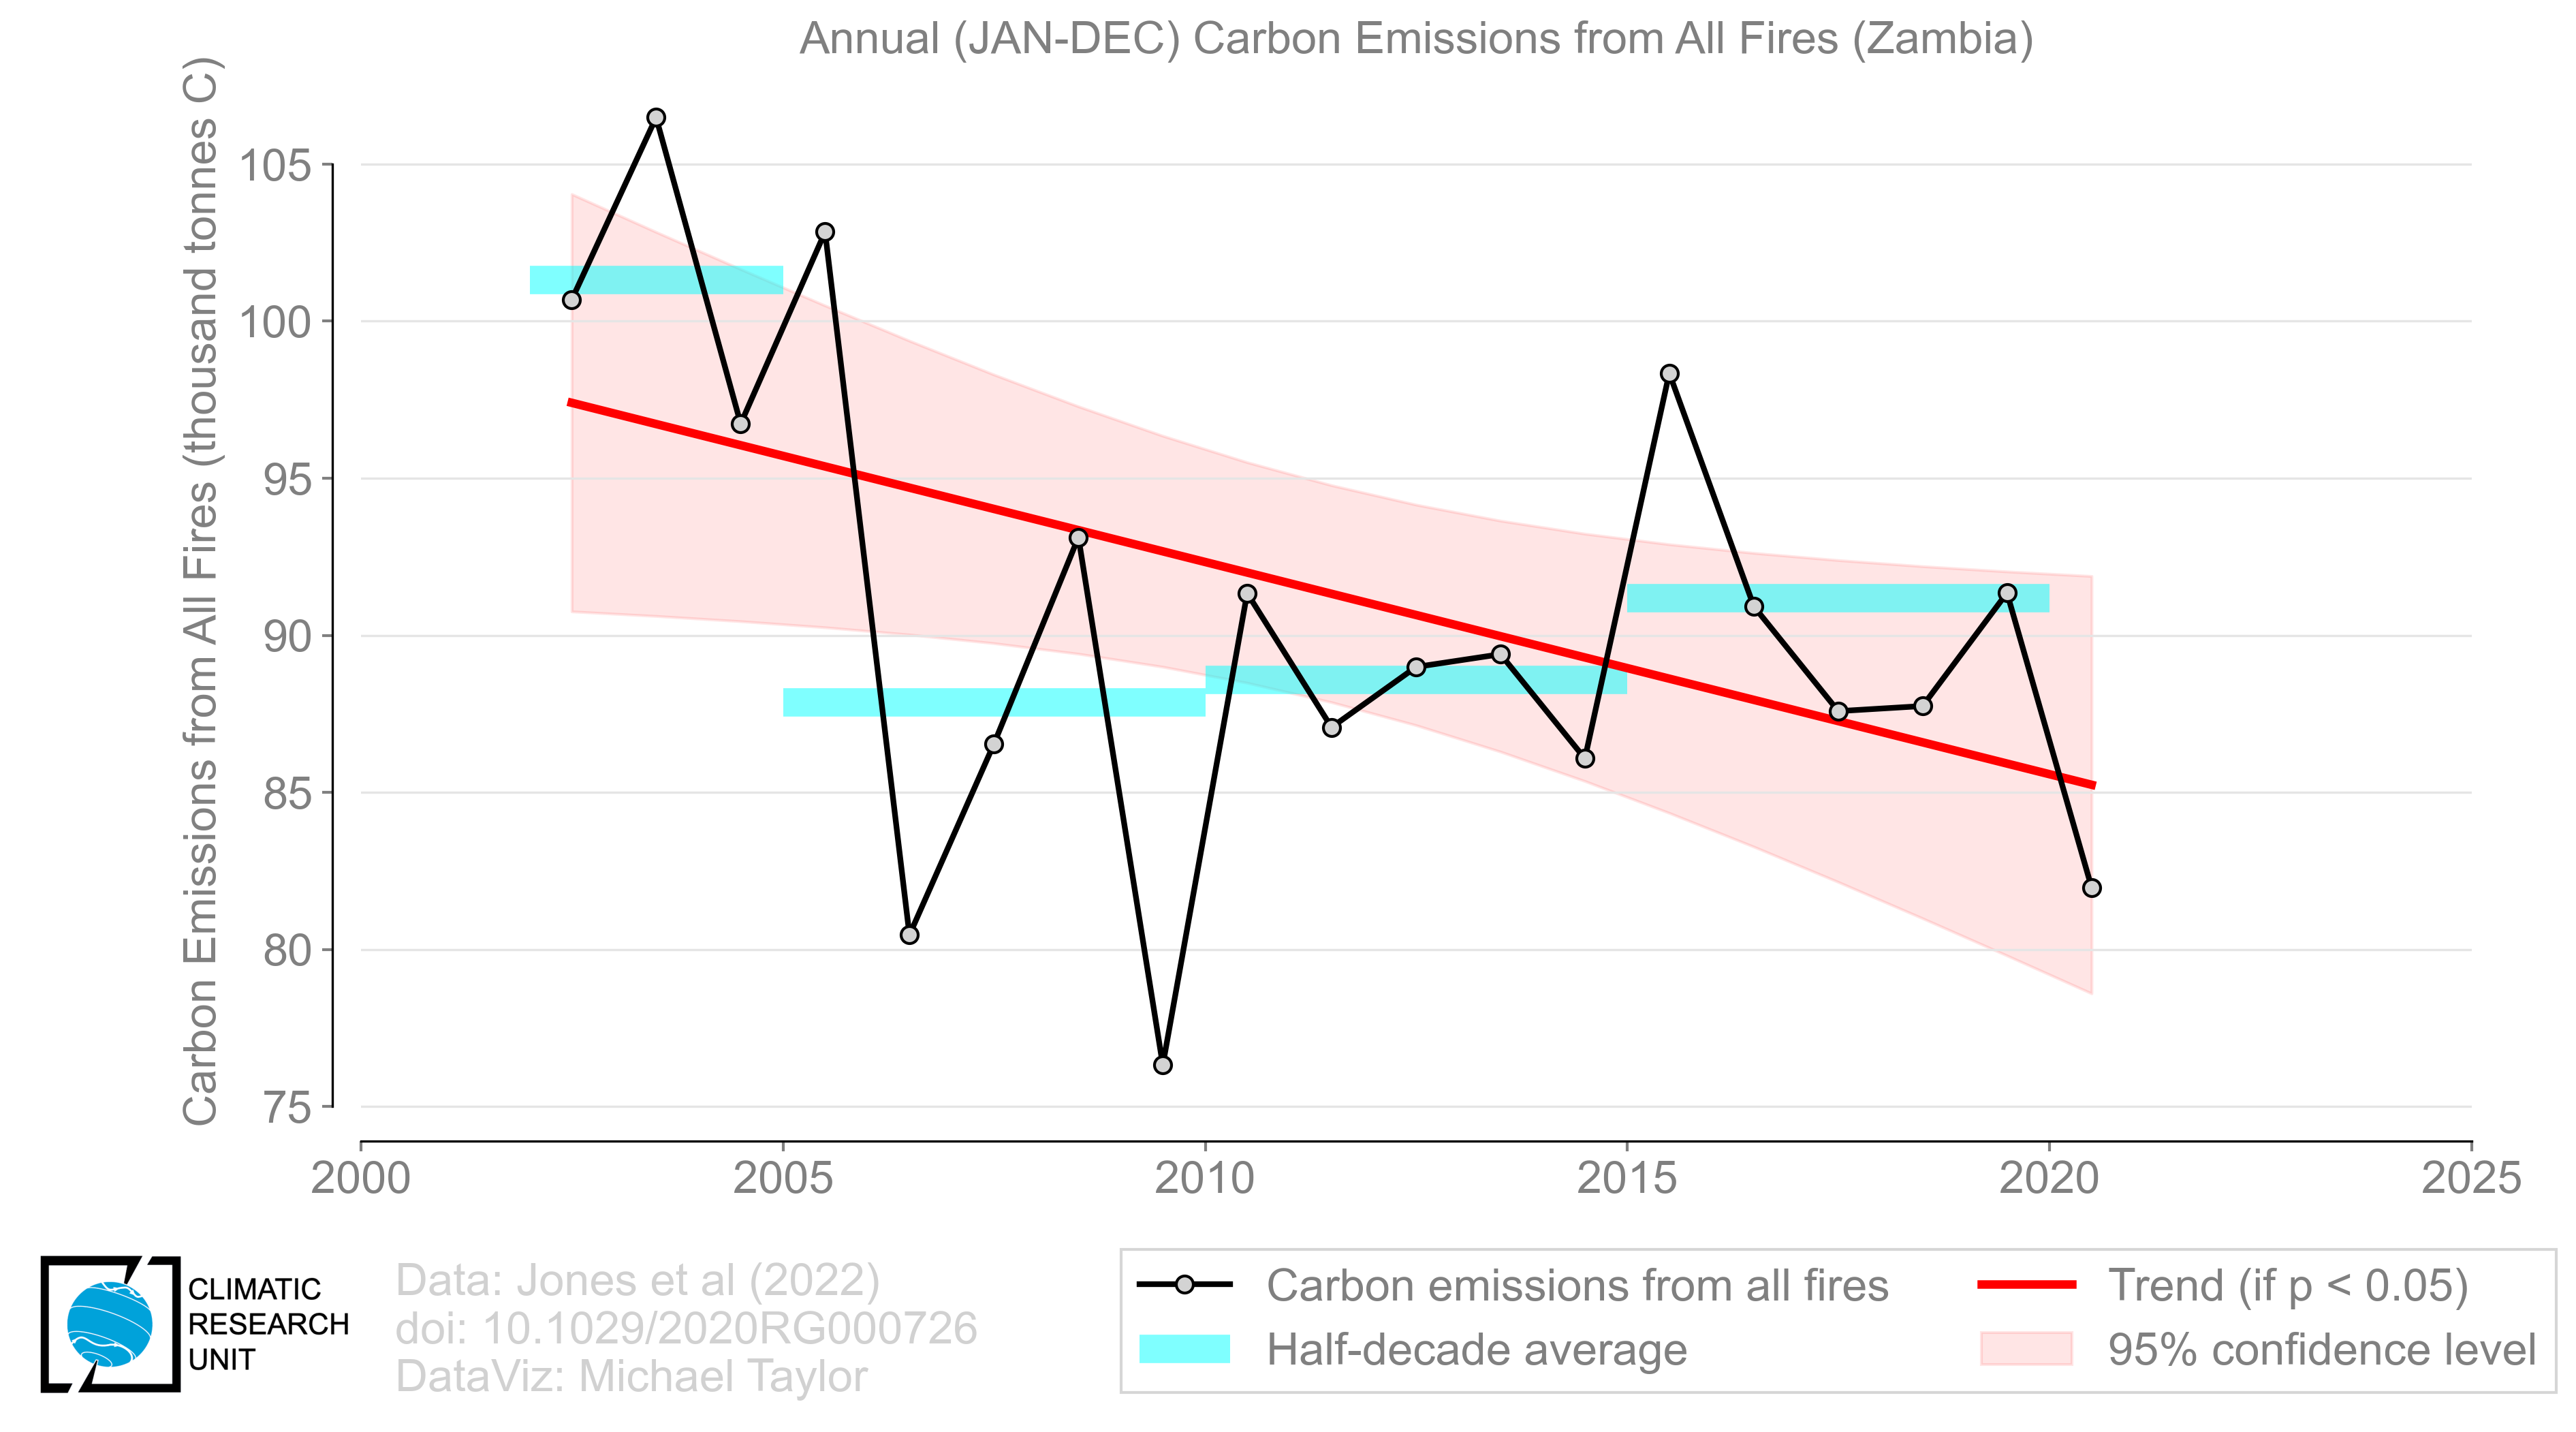 Annual (JAN-DEC) Carbon Emissions from All Fires (Zambia)
Carbon Emissions from All Fires (thousand tonnes C)
105
100
95
90
85
80
75
2000 2005 2010 2015 2020 2025
CLIMATIC
RESEARCH
UNIT
Data: Jones et al (2022)
doi: 10.1029/2020RG000726
DataViz: Michael Taylor
Carbon emissions from all fires
Half-decade average
Trend (if p < 0.05)
95% confidence level